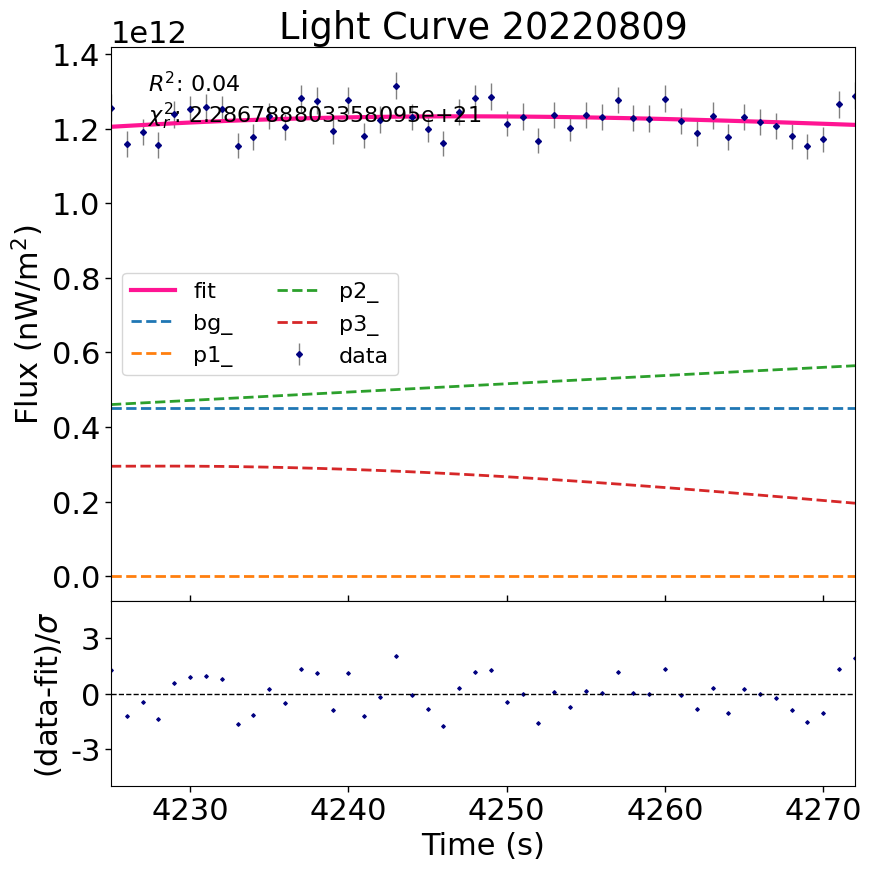 Light Curve 20220809
1e12
R²: 0.04
χ²ᵣ: 2.286788803358095e+21
1.4
1.2
1.0
0.8
0.6
0.4
0.2
0.0
Flux (nW/m²)
fit
bg_
p1_
p2_
p3_
data
3
0
-3
(data-fit)/σ
4230 4240 4250 4260 4270
Time (s)